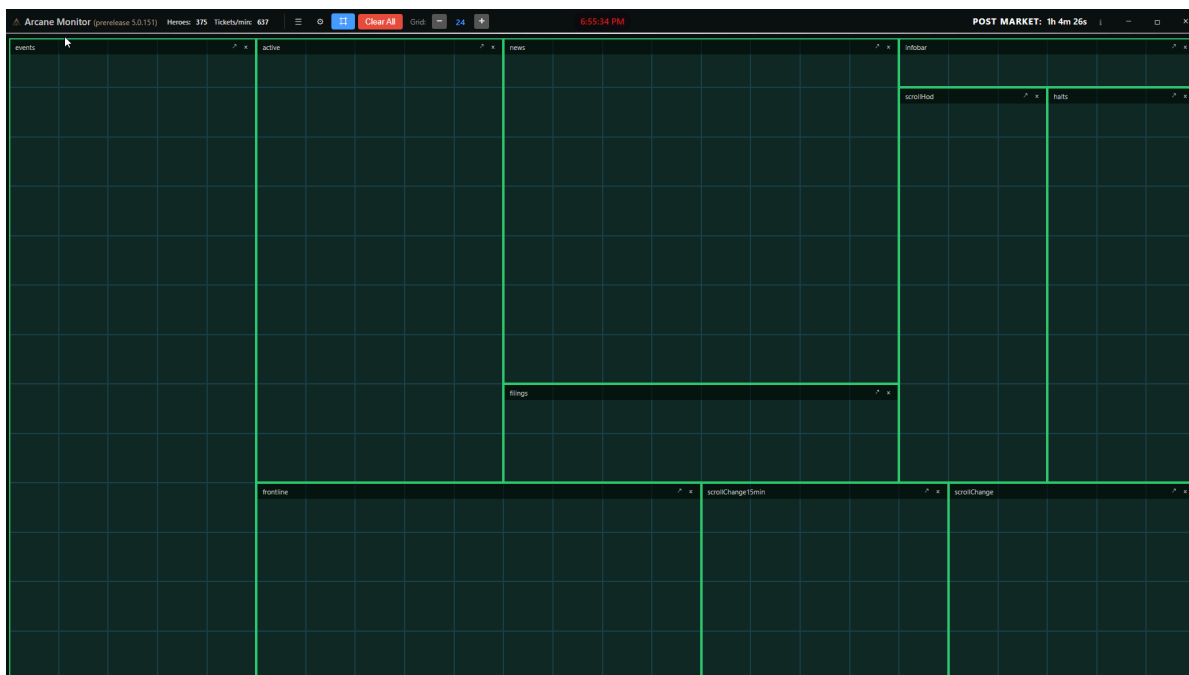 Arcane Monitor (prerelease 5.0.151) Heroes: 375 Tickets/mirc 637 Clear All Grid: − 24 + 6:55:34 PM POST MARKET: 1h 4m 26s
events active news infobar
scrollHod halts
filings
frontline scrollChange15min scrollChange